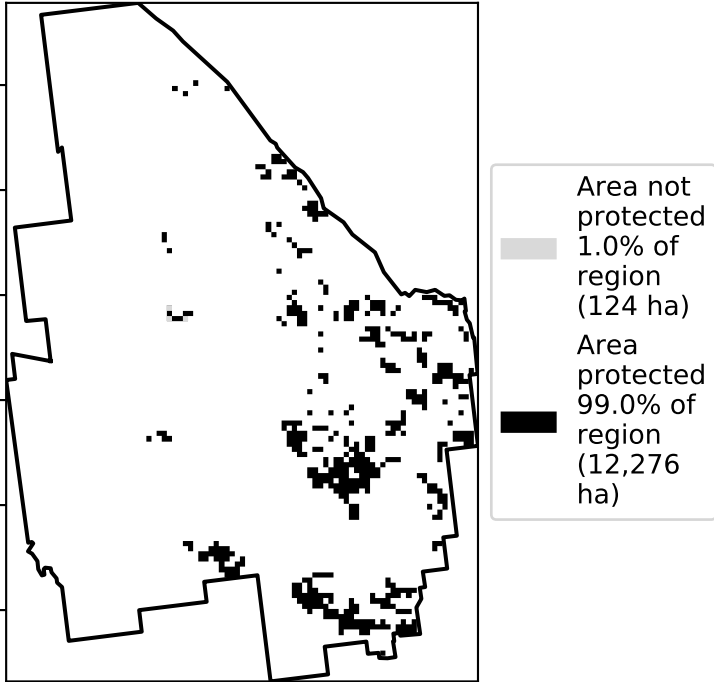 Area not
protected
1.0% of
region
(124 ha)
Area
protected
99.0% of
region
(12,276
ha)